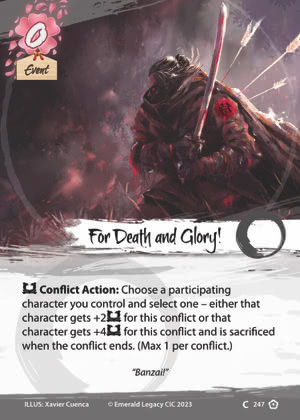 0
Event
For Death and Glory!
Conflict Action: Choose a participating
character you control and select one – either that
character gets +2 for this conflict or that
character gets +4 for this conflict and is sacrificed
when the conflict ends. (Max 1 per conflict.)
“Banzai!”
ILLUS: Xavier Cuenca © Emerald Legacy CIC 2023 C 247